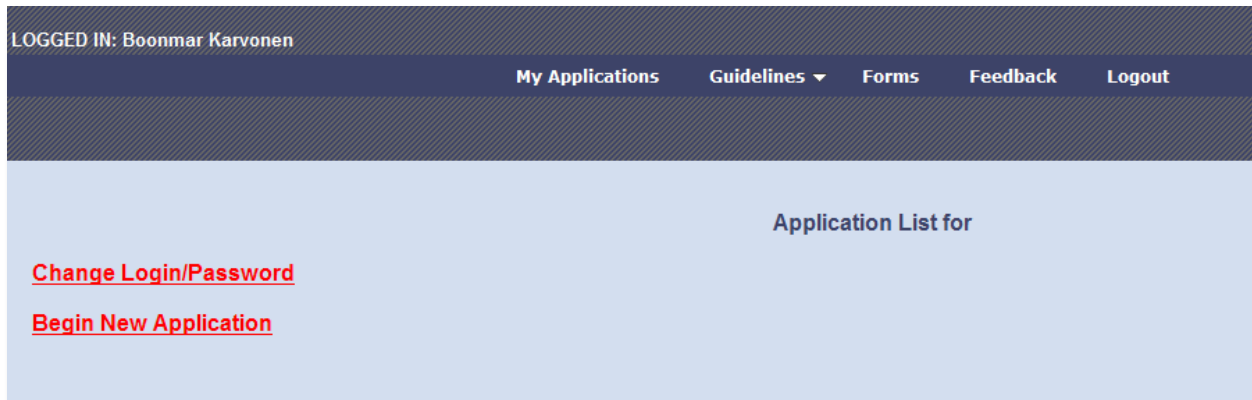 LOGGED IN: Boonmar Karvonen
My Applications Guidelines Forms Feedback Logout
Application List for
Change Login/Password
Begin New Application